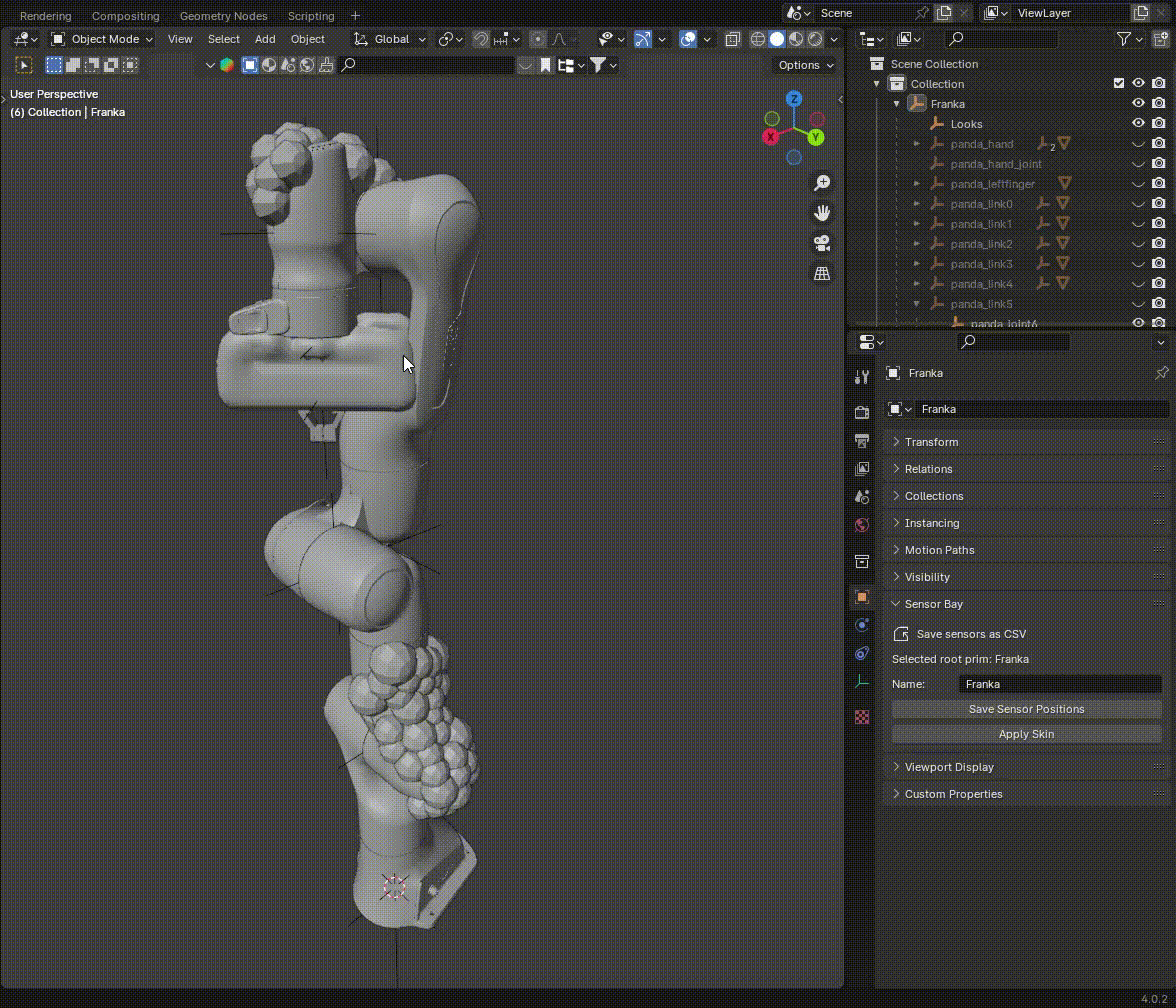 Rendering Compositing Geometry Nodes Scripting + Scene ViewLayer
Object Mode View Select Add Object Global
Options
User Perspective
(6) Collection | Franka
Z
X
Y
Scene Collection
Collection
Franka
Looks
panda_hand 2
panda_hand_joint
panda_leftfinger
panda_link0
panda_link1
panda_link2
panda_link3
panda_link4
panda_link5
panda_joint6
Franka
Franka
Transform
Relations
Collections
Instancing
Motion Paths
Visibility
Sensor Bay
Save sensors as CSV
Selected root prim: Franka
Name: Franka
Save Sensor Positions
Apply Skin
Viewport Display
Custom Properties
4.0.2